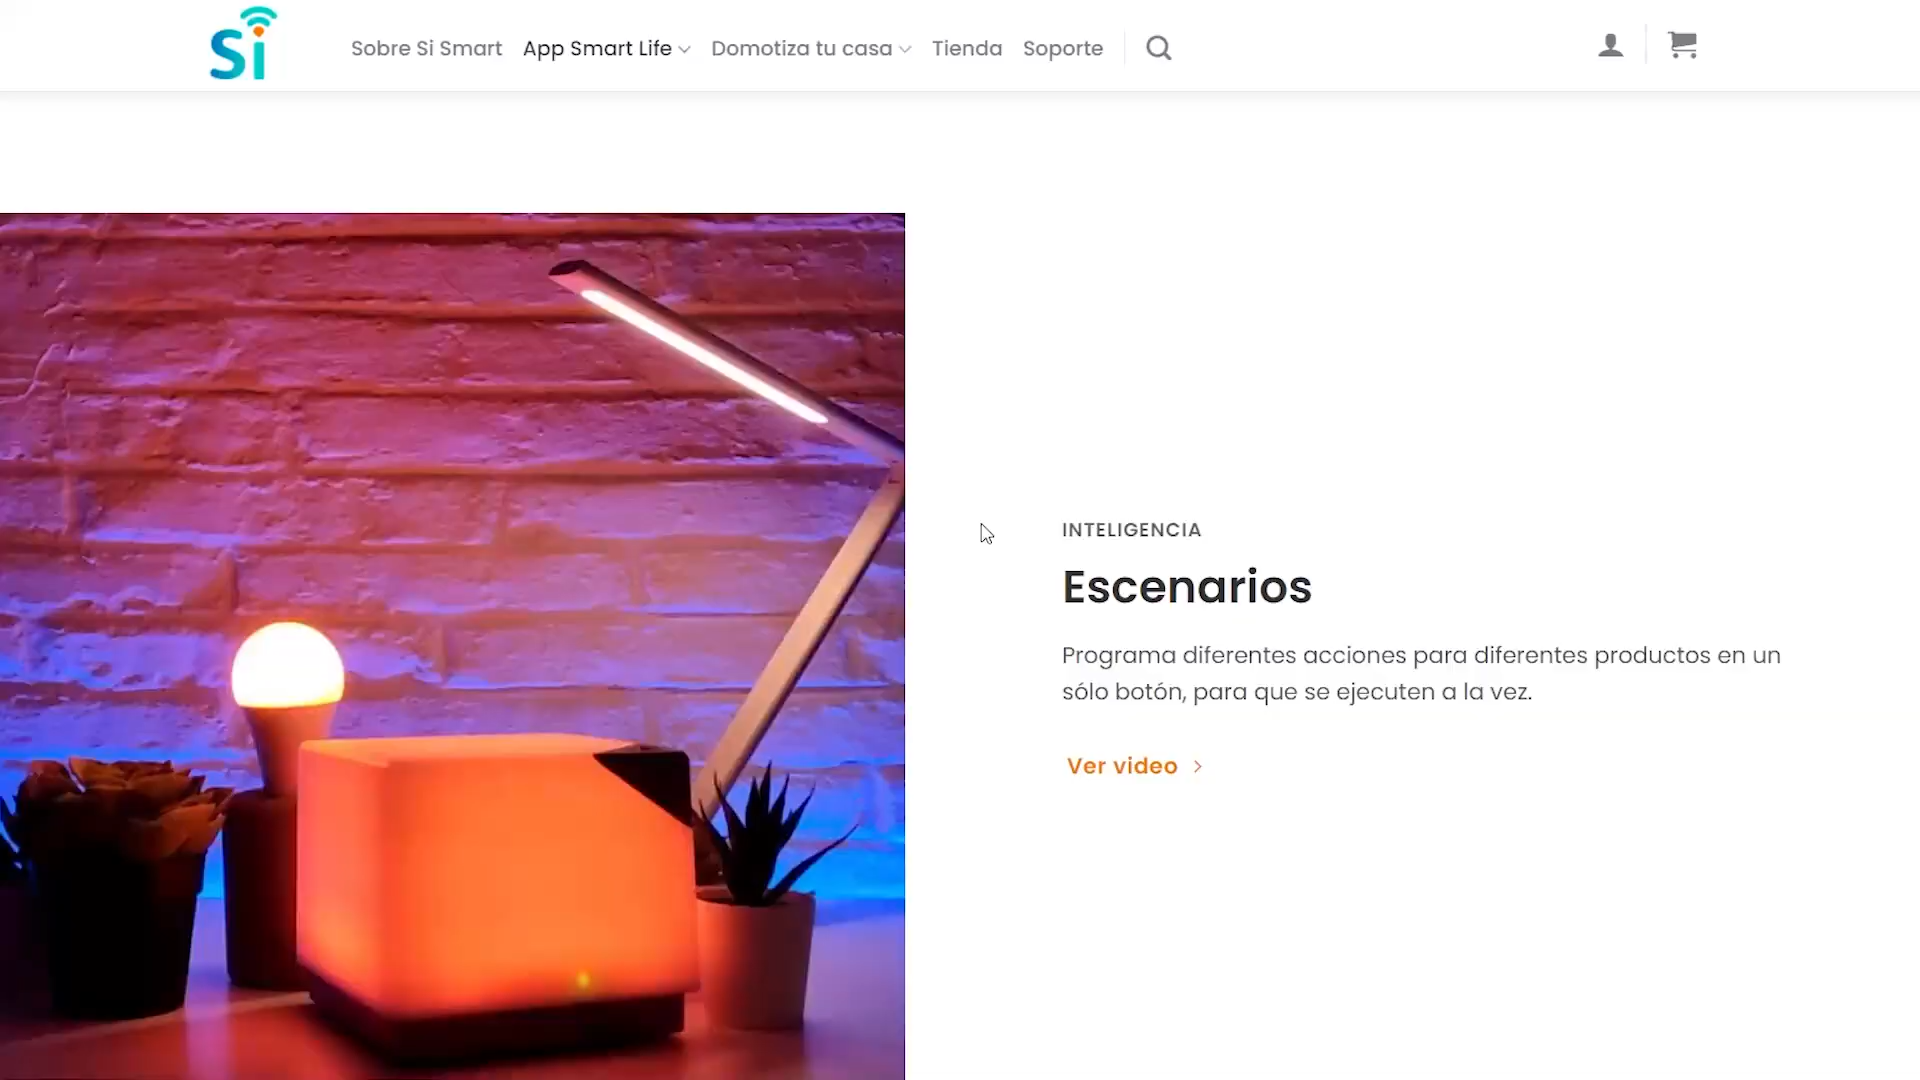 Si
Sobre Si Smart
App Smart Life
Domotiza tu casa
Tienda
Soporte
INTELIGENCIA
Escenarios
Programa diferentes acciones para diferentes productos en un
sólo botón, para que se ejecuten a la vez.
Ver video